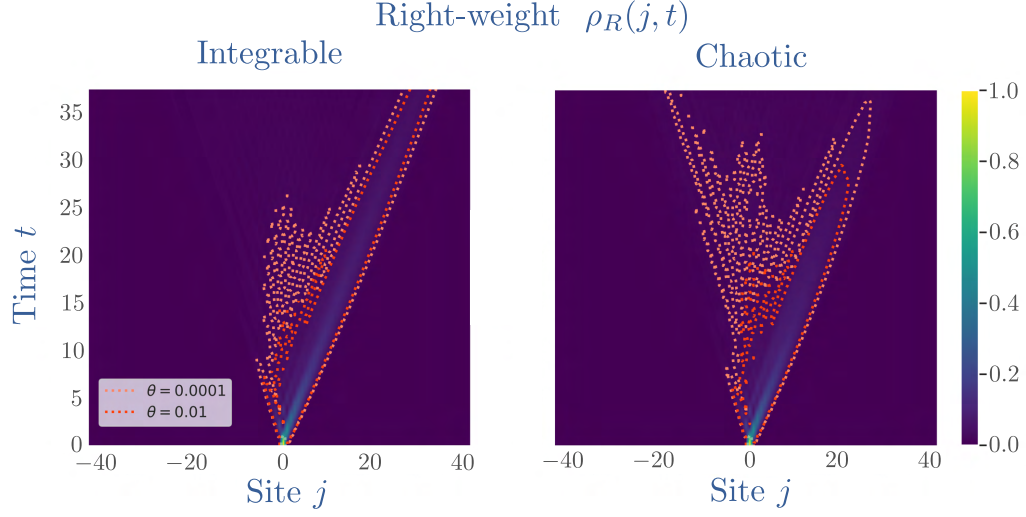 Right-weight ρ_R(j, t)
Integrable
Chaotic
Time t
35
30
25
20
15
10
5
0
θ = 0.0001
θ = 0.01
−40 −20 0 20 40
Site j
−40 −20 0 20 40
Site j
1.0
0.8
0.6
0.4
0.2
0.0